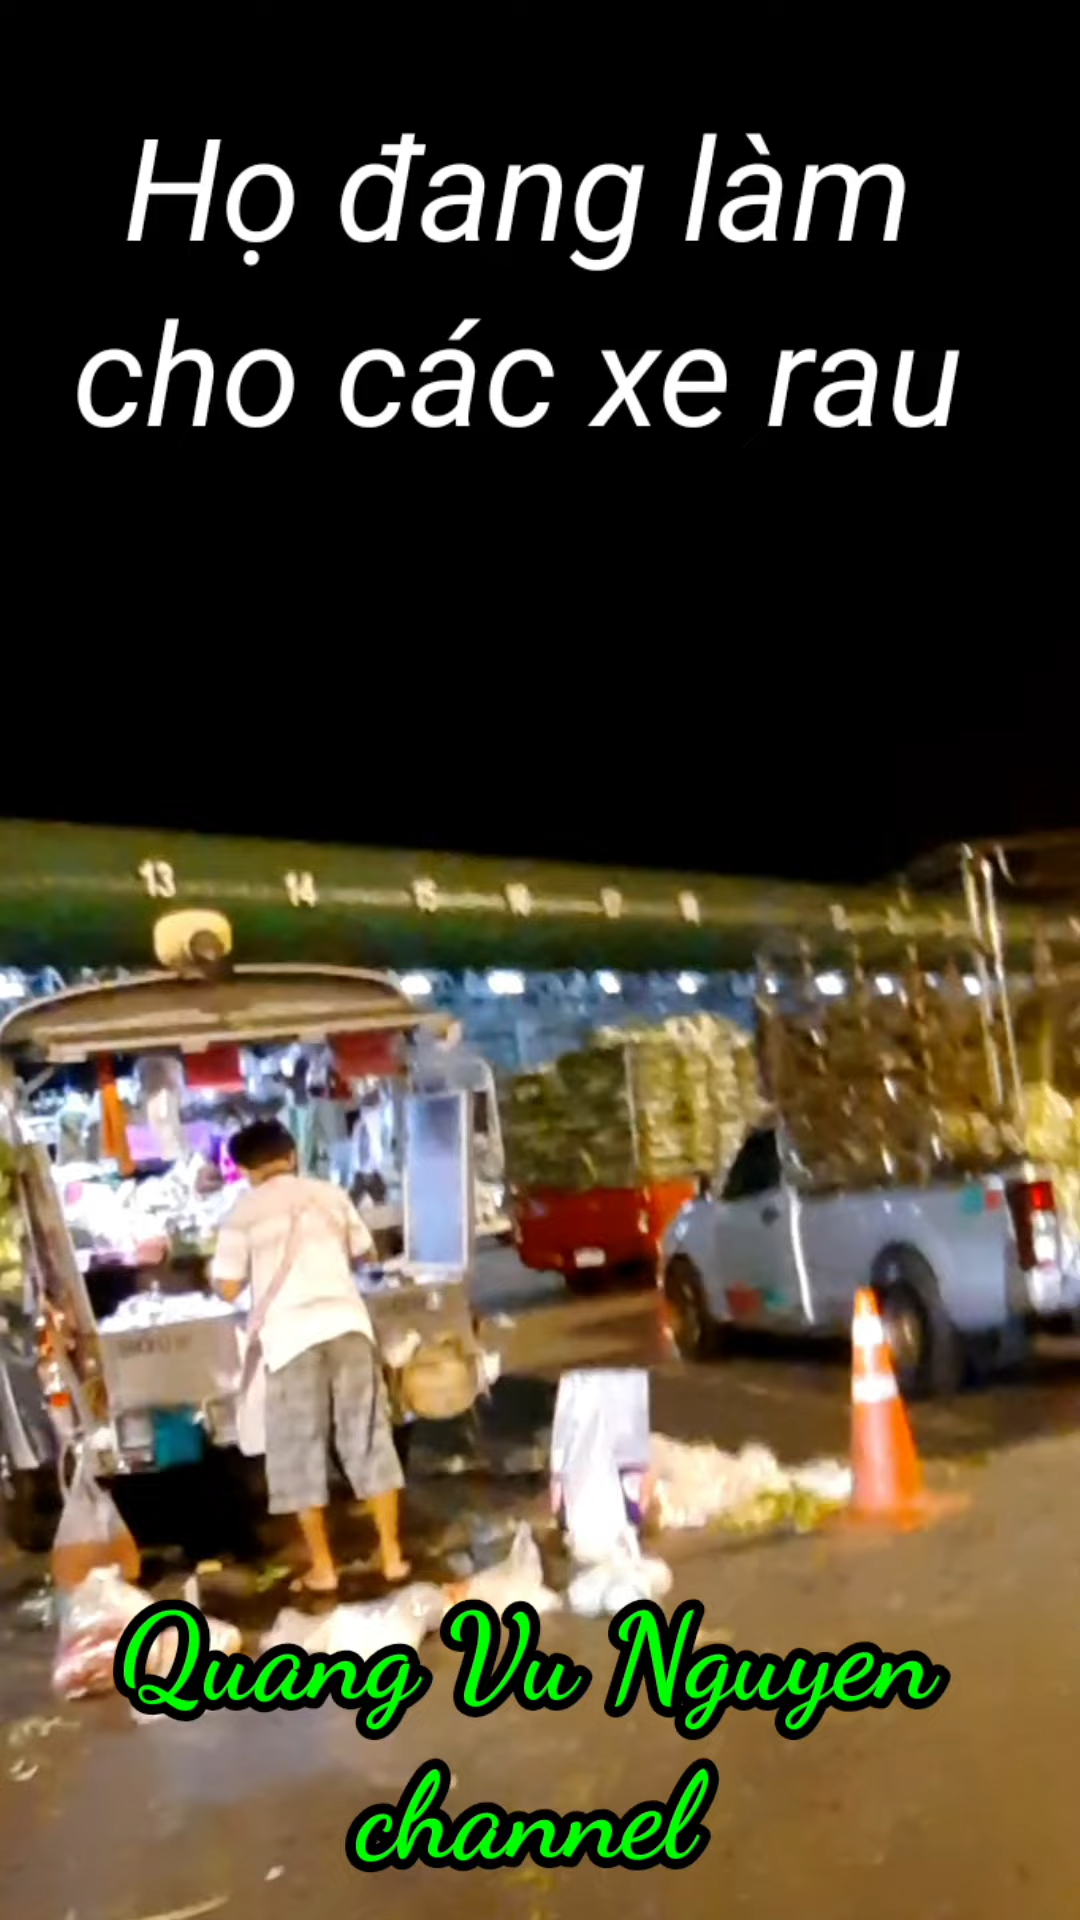 Họ đang làm
cho các xe rau
13
14
15
Quang Vu Nguyen
channel